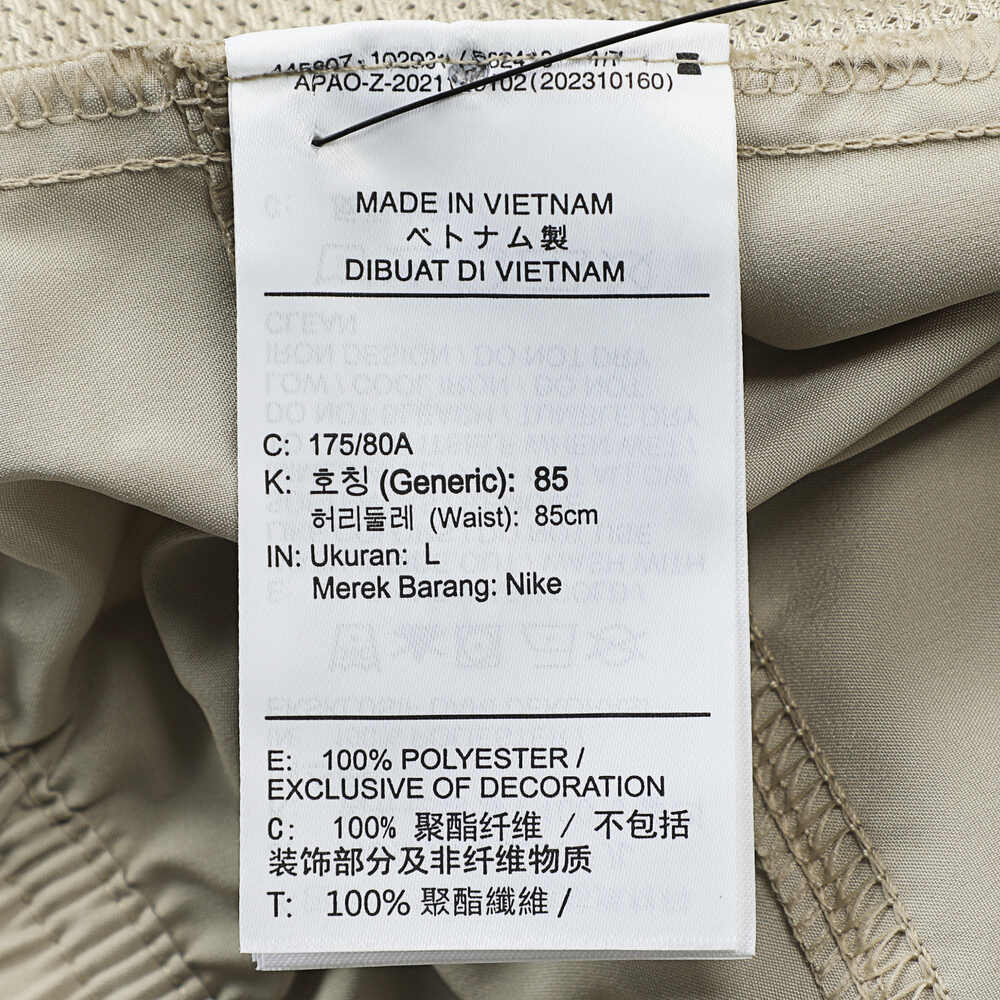 APAO-Z-2021 (202310160)
MADE IN VIETNAM
ベトナム製
DIBUAT DI VIETNAM
C: 175/80A
K: 호칭 (Generic): 85
허리둘레 (Waist): 85cm
IN: Ukuran: L
Merek Barang: Nike
E: 100% POLYESTER /
EXCLUSIVE OF DECORATION
C: 100% 聚酯纤维 / 不包括
装饰部分及非纤维物质
T: 100% 聚酯纖維 /